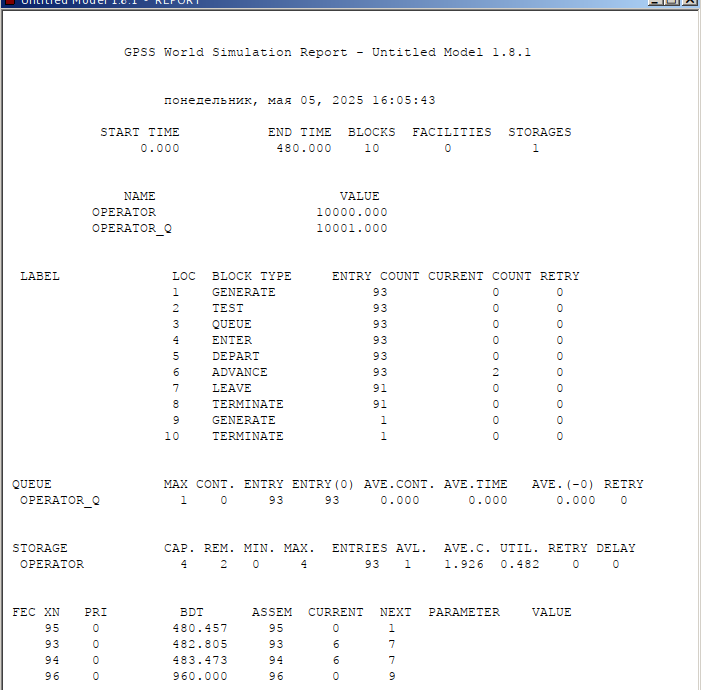 Untitled Model 1.8.1 - REPORT
GPSS World Simulation Report - Untitled Model 1.8.1
понедельник, мая 05, 2025 16:05:43
START TIME END TIME BLOCKS FACILITIES STORAGES
0.000 480.000 10 0 1
NAME VALUE
OPERATOR 10000.000
OPERATOR_Q 10001.000
LABEL LOC BLOCK TYPE ENTRY COUNT CURRENT COUNT RETRY
1 GENERATE 93 0 0
2 TEST 93 0 0
3 QUEUE 93 0 0
4 ENTER 93 0 0
5 DEPART 93 0 0
6 ADVANCE 93 2 0
7 LEAVE 91 0 0
8 TERMINATE 91 0 0
9 GENERATE 1 0 0
10 TERMINATE 1 0 0
QUEUE MAX CONT. ENTRY ENTRY(0) AVE.CONT. AVE.TIME AVE.(-0) RETRY
OPERATOR_Q 1 0 93 93 0.000 0.000 0.000 0
STORAGE CAP. REM. MIN. MAX. ENTRIES AVL. AVE.C. UTIL. RETRY DELAY
OPERATOR 4 2 0 4 93 1 1.926 0.482 0 0
FEC XN PRI BDT ASSEM CURRENT NEXT PARAMETER VALUE
95 0 480.457 95 0 1
93 0 482.805 93 6 7
94 0 483.473 94 6 7
96 0 960.000 96 0 9